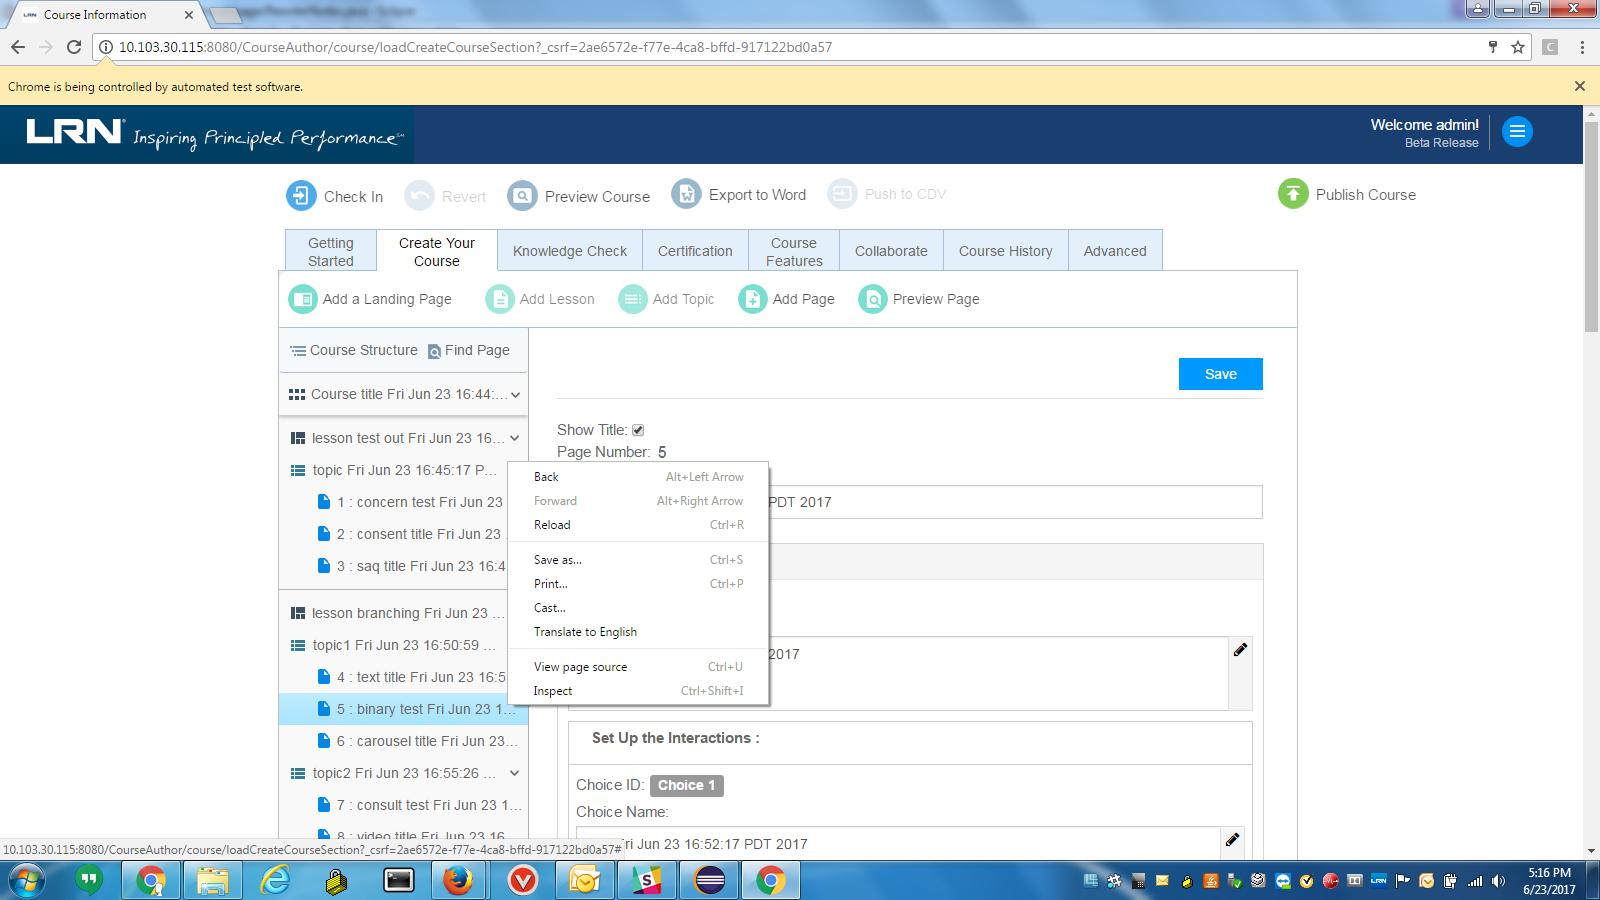 Course Information
10.103.30.115:8080/CourseAuthor/course/loadCreateCourseSection?_csrf=2ae6572e-f77e-4ca8-bffd-917122bd0a57
Chrome is being controlled by automated test software.
LRN Inspiring Principled Performance
Welcome admin!
Beta Release
Check In
Revert
Preview Course
Export to Word
Push to CDV
Publish Course
Getting Started
Create Your Course
Knowledge Check
Certification
Course Features
Collaborate
Course History
Advanced
Add a Landing Page
Add Lesson
Add Topic
Add Page
Preview Page
Course Structure
Find Page
Course title Fri Jun 23 16:44:...
lesson test out Fri Jun 23 16...
topic Fri Jun 23 16:45:17 P...
1 : concern test Fri Jun 23
2 : consent title Fri Jun 23
3 : saq title Fri Jun 23 16:4
lesson branching Fri Jun 23 ...
topic1 Fri Jun 23 16:50:59 ...
4 : text title Fri Jun 23 16:5
5 : binary test Fri Jun 23 1...
6 : carousel title Fri Jun 23...
topic2 Fri Jun 23 16:55:26 ...
7 : consult test Fri Jun 23 1...
8 : video title Fri Jun 23 16
Save
Show Title:
Page Number: 5
PDT 2017
2017
Back Alt+Left Arrow
Forward Alt+Right Arrow
Reload Ctrl+R
Save as... Ctrl+S
Print... Ctrl+P
Cast...
Translate to English
View page source Ctrl+U
Inspect Ctrl+Shift+I
Set Up the Interactions :
Choice ID: Choice 1
Choice Name:
Fri Jun 23 16:52:17 PDT 2017
10.103.30.115:8080/CourseAuthor/course/loadCreateCourseSection?_csrf=2ae6572e-f77e-4ca8-bffd-917122bd0a57#
5:16 PM
6/23/2017